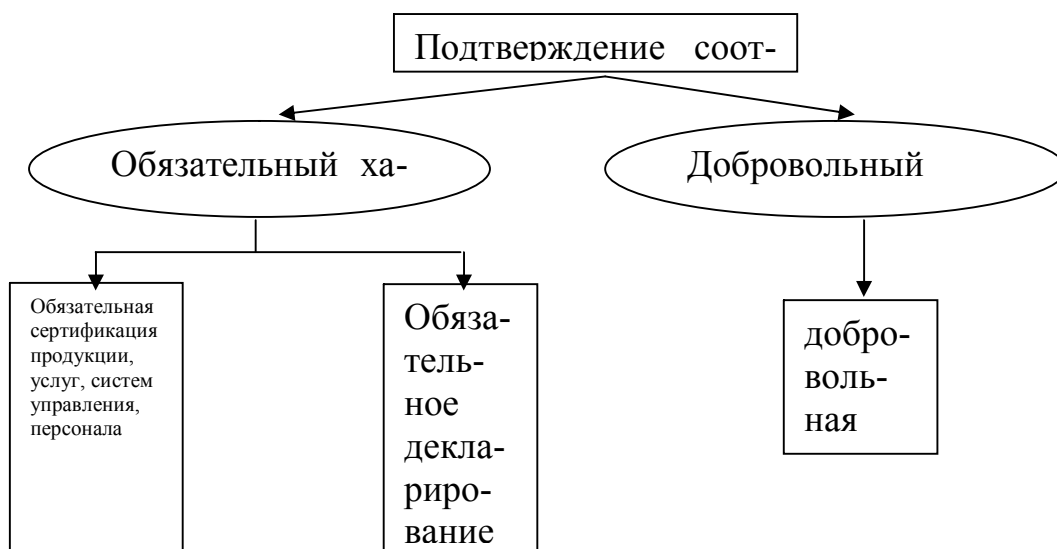 Подтверждение соот-
Обязательный ха-
Добровольный
Обязательная
сертификация
продукции,
услуг, систем
управления,
персонала
Обяза-
тель-
ное
декла-
риро-
вание
добро-
воль-
ная